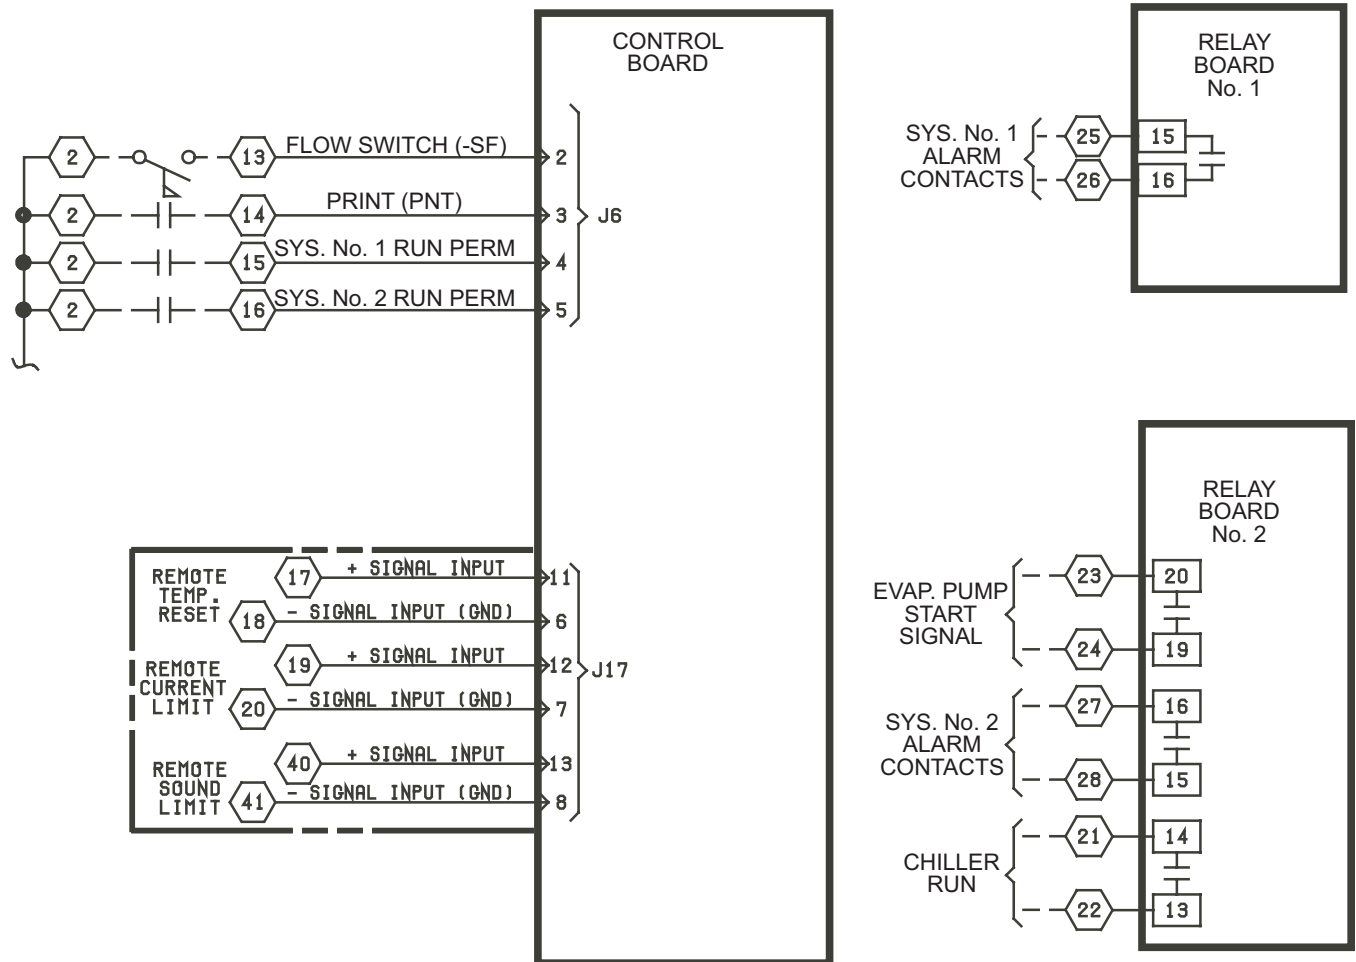 CONTROL
BOARD
2 13 FLOW SWITCH (-SF) 2
2 14 PRINT (PNT) 3
J6
2 15 SYS. No. 1 RUN PERM 4
2 16 SYS. No. 2 RUN PERM 5
REMOTE
TEMP.
RESET
17 + SIGNAL INPUT 11
18 - SIGNAL INPUT (GND) 6
REMOTE
CURRENT
LIMIT
19 + SIGNAL INPUT 12
20 - SIGNAL INPUT (GND) 7
J17
REMOTE
SOUND
LIMIT
40 + SIGNAL INPUT 13
41 - SIGNAL INPUT (GND) 8
RELAY
BOARD
No. 1
SYS. No. 1
ALARM
CONTACTS
25 15
26 16
RELAY
BOARD
No. 2
EVAP. PUMP
START
SIGNAL
23 20
24 19
SYS. No. 2
ALARM
CONTACTS
27 16
28 15
CHILLER
RUN
21 14
22 13